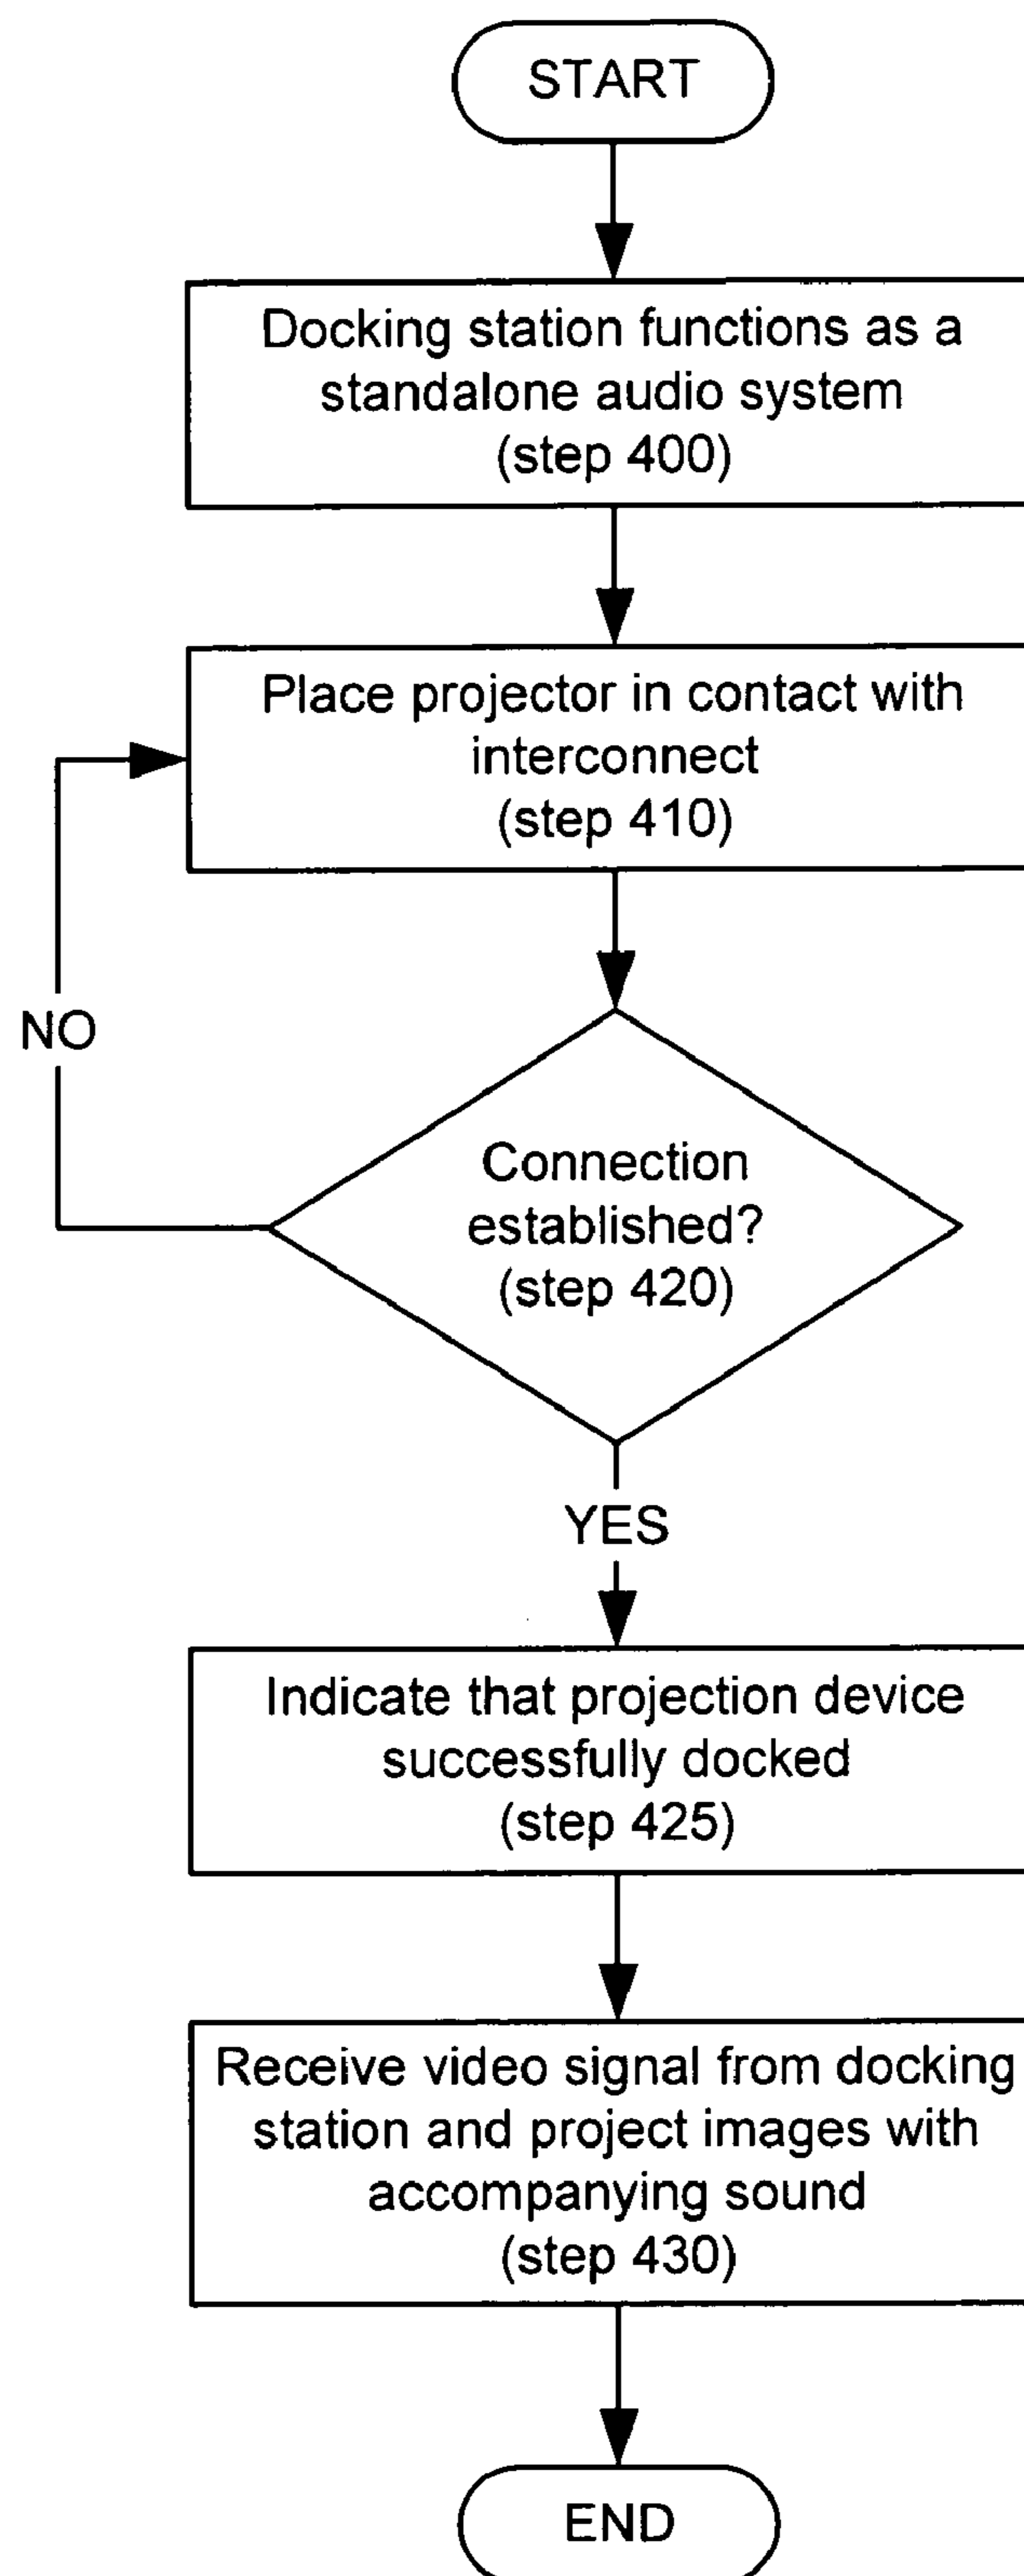 START
Docking station functions as a
standalone audio system
(step 400)
Place projector in contact with
interconnect
(step 410)
NO
Connection
established?
(step 420)
YES
Indicate that projection device
successfully docked
(step 425)
Receive video signal from docking
station and project images with
accompanying sound
(step 430)
END